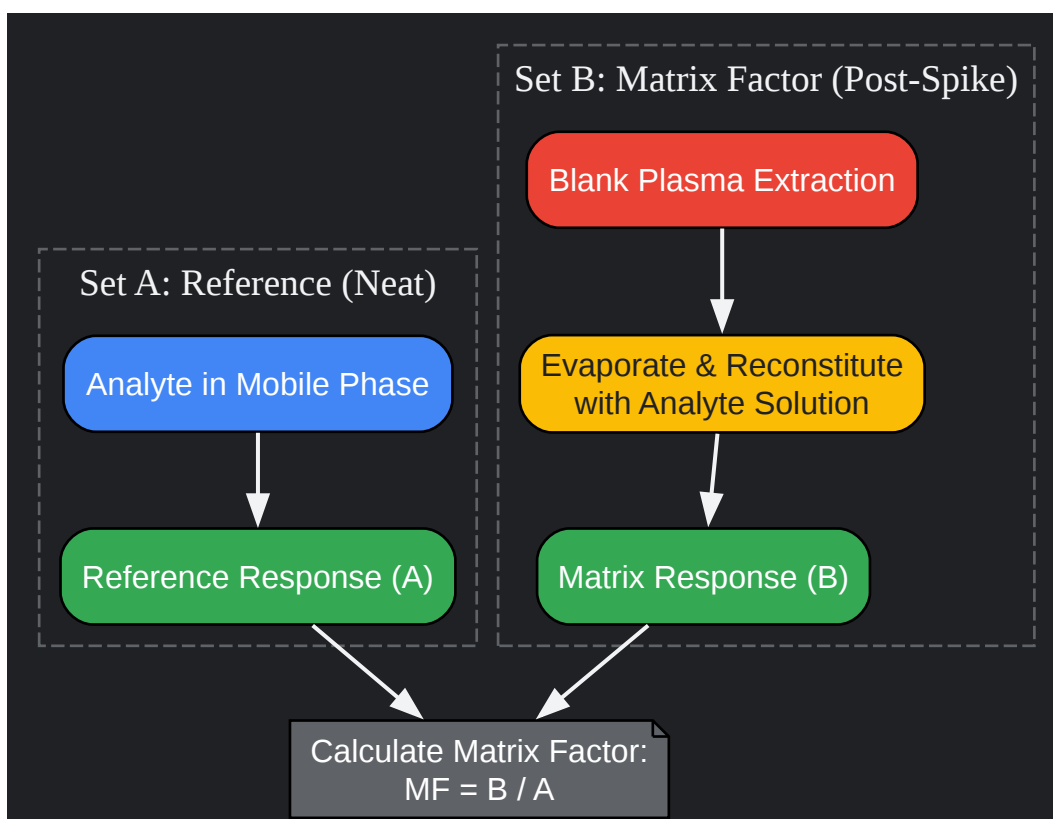 Set B: Matrix Factor (Post-Spike)
Blank Plasma Extraction
Set A: Reference (Neat)
Analyte in Mobile Phase
Evaporate & Reconstitute
with Analyte Solution
Reference Response (A)
Matrix Response (B)
Calculate Matrix Factor:
MF = B / A